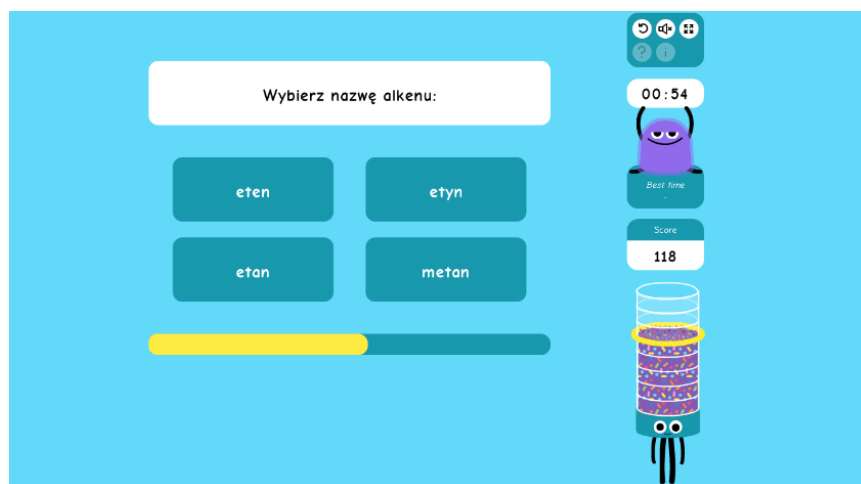 Wybierz nazwę alkenu:
eten
etyn
etan
metan
? i
00:54
Best time
-
Score
118